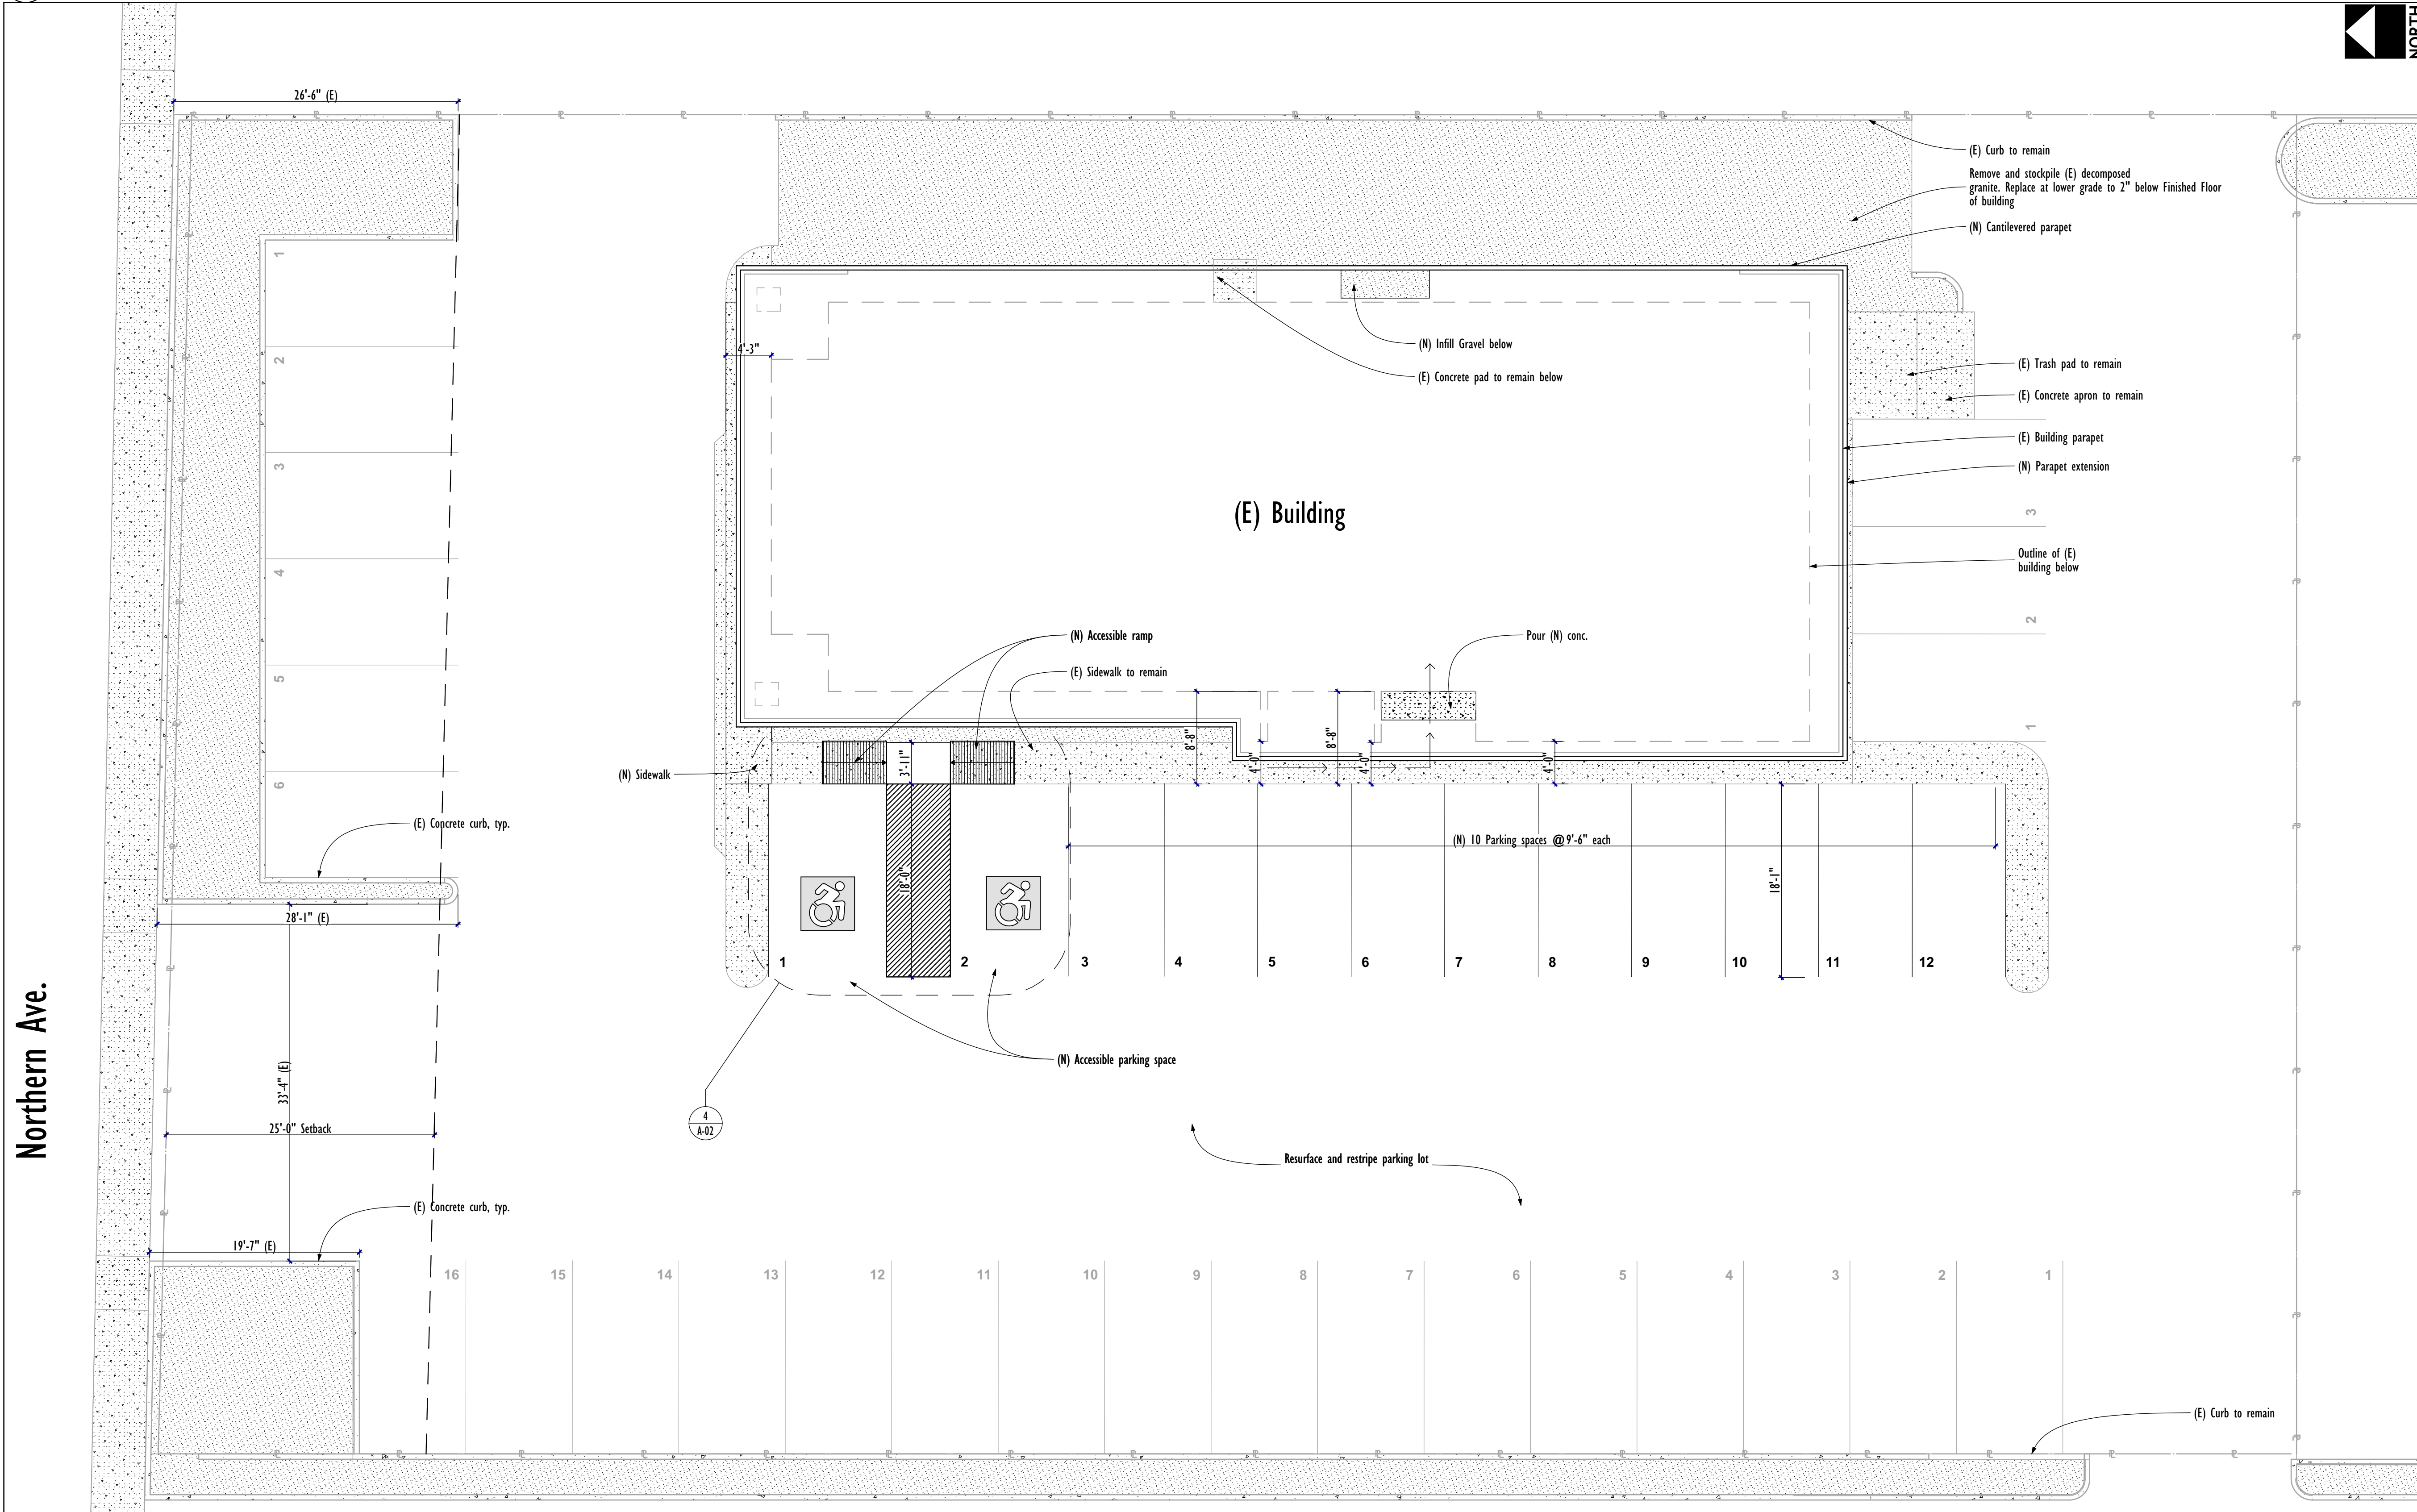 NORTH
26'-6" (E)
(E) Curb to remain
Remove and stockpile (E) decomposed
granite. Replace at lower grade to 2" below Finished Floor
of building
(N) Cantilevered parapet
1
2
3
4
5
6
4'-3"
(N) Infill Gravel below
(E) Concrete pad to remain below
(E) Trash pad to remain
(E) Concrete apron to remain
(E) Building parapet
(N) Parapet extension
(E) Building
3
2
1
Outline of (E)
building below
(N) Accessible ramp
(E) Sidewalk to remain
Pour (N) conc.
8'-8"
8'-8"
3'-11"
4'-0"
4'-0"
4'-0"
(N) Sidewalk
(E) Concrete curb, typ.
(N) 10 Parking spaces @ 9'-6" each
18'-0"
18'-1"
28'-1" (E)
1
2
3
4
5
6
7
8
9
10
11
12
(N) Accessible parking space
Northern Ave.
33'-4" (E)
4
A-02
25'-0" Setback
Resurface and restripe parking lot
(E) Concrete curb, typ.
19'-7" (E)
16
15
14
13
12
11
10
9
8
7
6
5
4
3
2
1
(E) Curb to remain